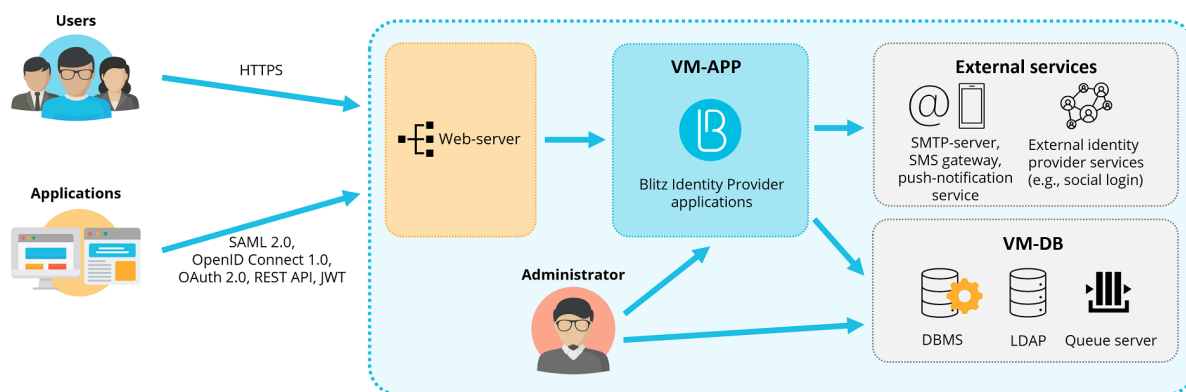 Users
HTTPS
Applications
SAML 2.0,
OpenID Connect 1.0,
OAuth 2.0, REST API, JWT
Web-server
VM-APP
Blitz Identity Provider
applications
Administrator
External services
SMTP-server,
SMS gateway,
push-notification
service
External identity
provider services
(e.g., social login)
VM-DB
DBMS
LDAP
Queue server